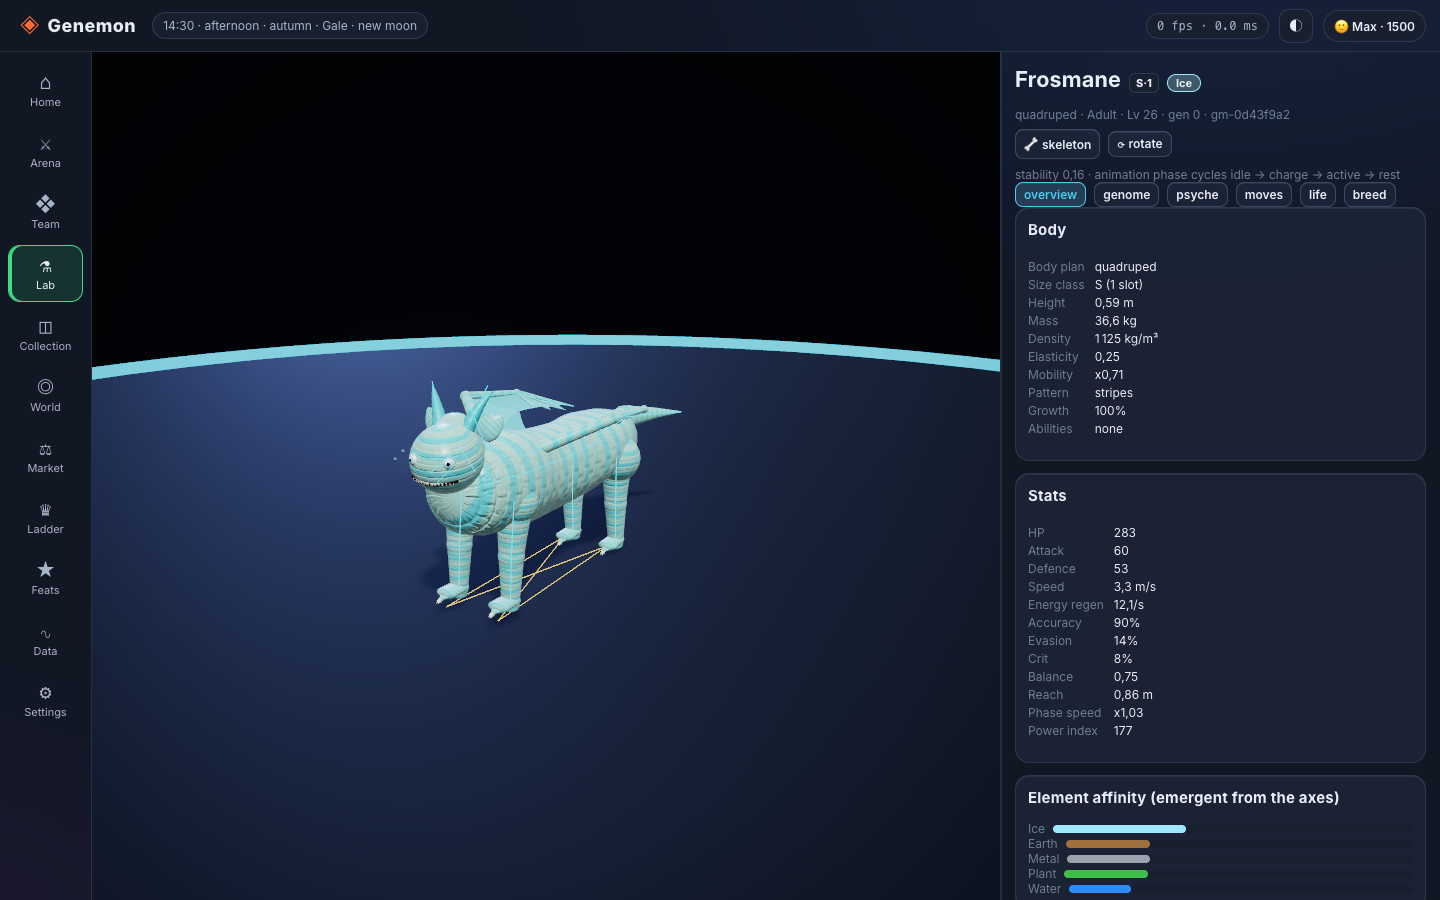 Genemon
14:30 · afternoon · autumn · Gale · new moon
0 fps · 0.0 ms
Max · 1500
Home
Arena
Team
Lab
Collection
World
Market
Ladder
Feats
Data
Settings
Frosmane S·1 Ice
quadruped · Adult · Lv 26 · gen 0 · gm-0d43f9a2
skeleton rotate
stability 0,16 · animation phase cycles idle → charge → active → rest
overview genome psyche moves life breed
Body
Body plan quadruped
Size class S (1 slot)
Height 0,59 m
Mass 36,6 kg
Density 1 125 kg/m³
Elasticity 0,25
Mobility x0,71
Pattern stripes
Growth 100%
Abilities none
Stats
HP 283
Attack 60
Defence 53
Speed 3,3 m/s
Energy regen 12,1/s
Accuracy 90%
Evasion 14%
Crit 8%
Balance 0,75
Reach 0,86 m
Phase speed x1,03
Power index 177
Element affinity (emergent from the axes)
Ice
Earth
Metal
Plant
Water